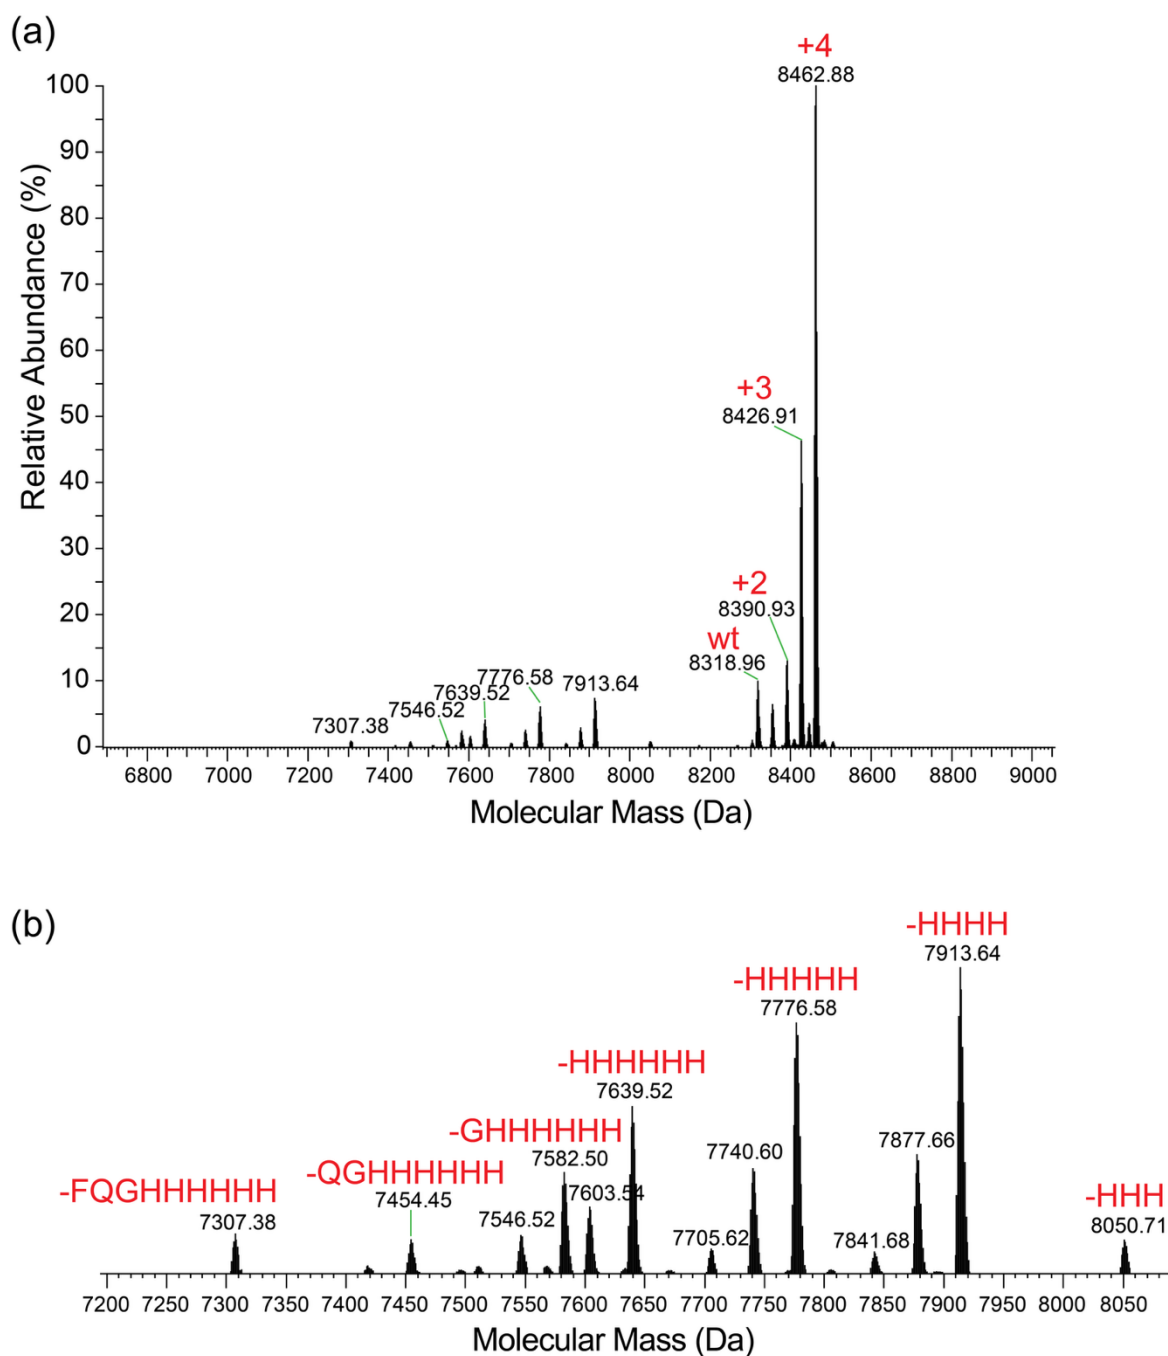 (a)
+4
8462.88
100
90
80
70
60
50
40
30
20
10
0
Relative Abundance (%)
+3
8426.91
+2
8390.93
wt
8318.96
7913.64
7776.58
7639.52
7546.52
7307.38
6800 7000 7200 7400 7600 7800 8000 8200 8400 8600 8800 9000
Molecular Mass (Da)
(b)
-HHHH
7913.64
-HHHHH
7776.58
-HHHHHH
7639.52
-GHHHHHH
7582.50
-QGHHHHHH
7454.45
-FQGHHHHHH
7307.38
7546.52
7603.54
7705.62
7740.60
7841.68
7877.66
-HHH
8050.71
7200 7250 7300 7350 7400 7450 7500 7550 7600 7650 7700 7750 7800 7850 7900 7950 8000 8050
Molecular Mass (Da)